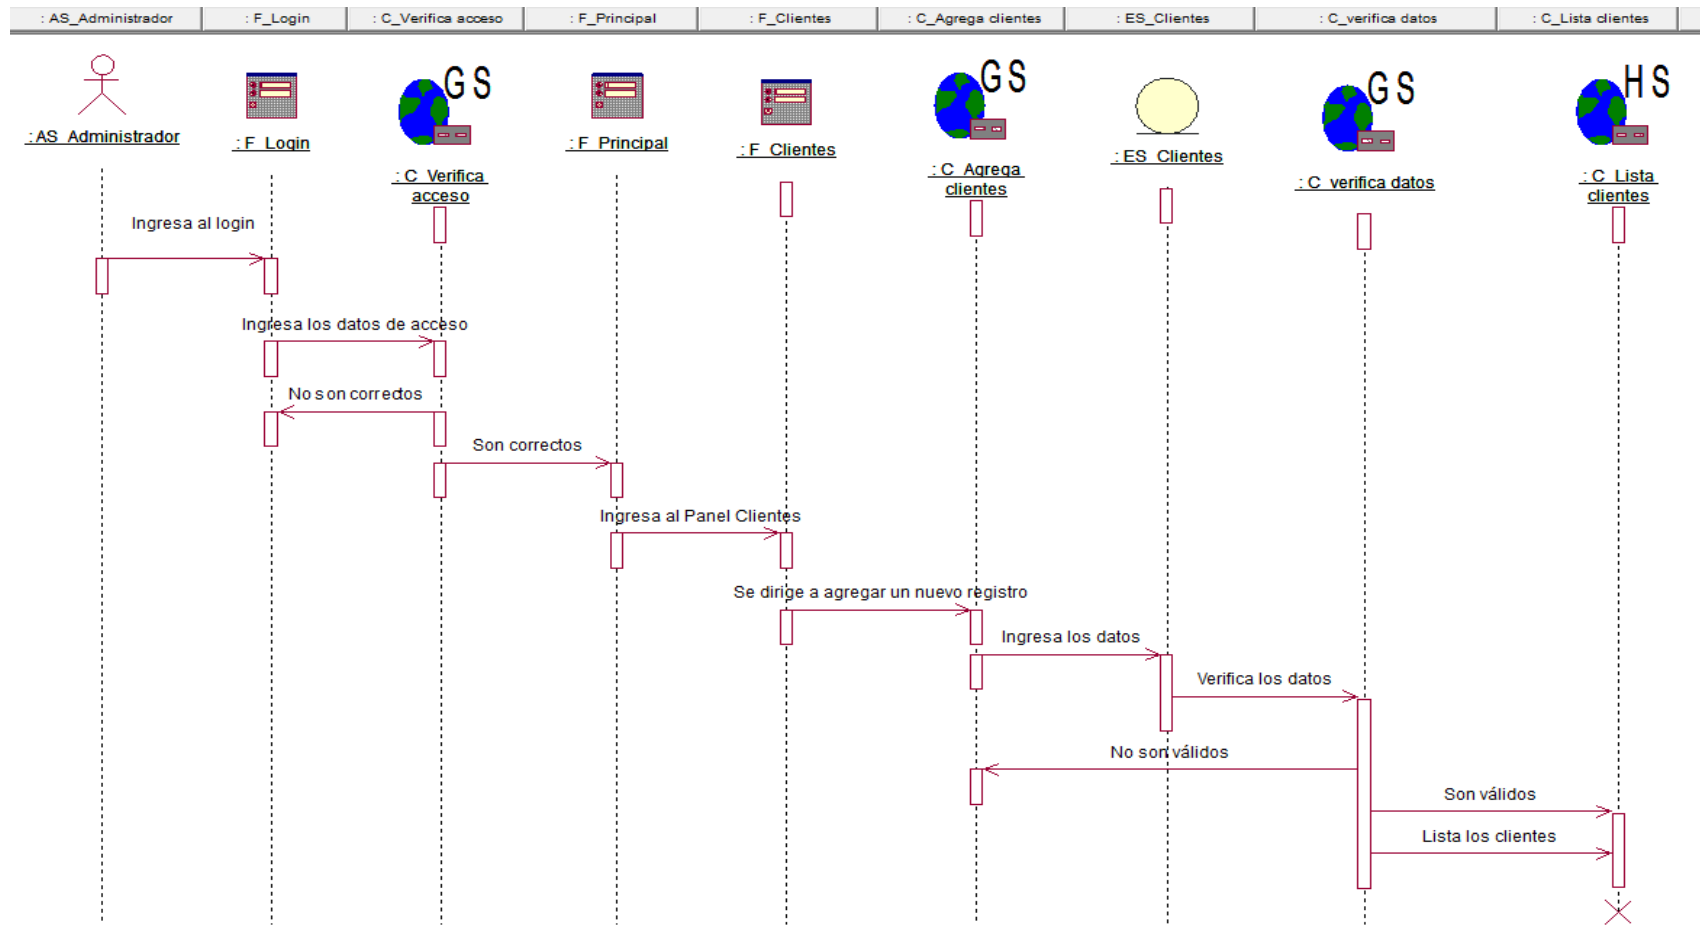 : AS_Administrador
: F_Login
: C_Verifica acceso
: F_Principal
: F_Clientes
: C_Agrega clientes
: ES_Clientes
: C_verifica datos
: C_Lista clientes
GS
GS
GS
HS
: AS_Administrador
: F_Login
: C_Verifica
acceso
: F_Principal
: F_Clientes
: C_Agrega
clientes
: ES_Clientes
: C_verifica datos
: C_Lista
clientes
Ingresa al login
Ingresa los datos de acceso
No son correctos
Son correctos
Ingresa al Panel Clientes
Se dirige a agregar un nuevo registro
Ingresa los datos
Verifica los datos
No son válidos
Son válidos
Lista los clientes